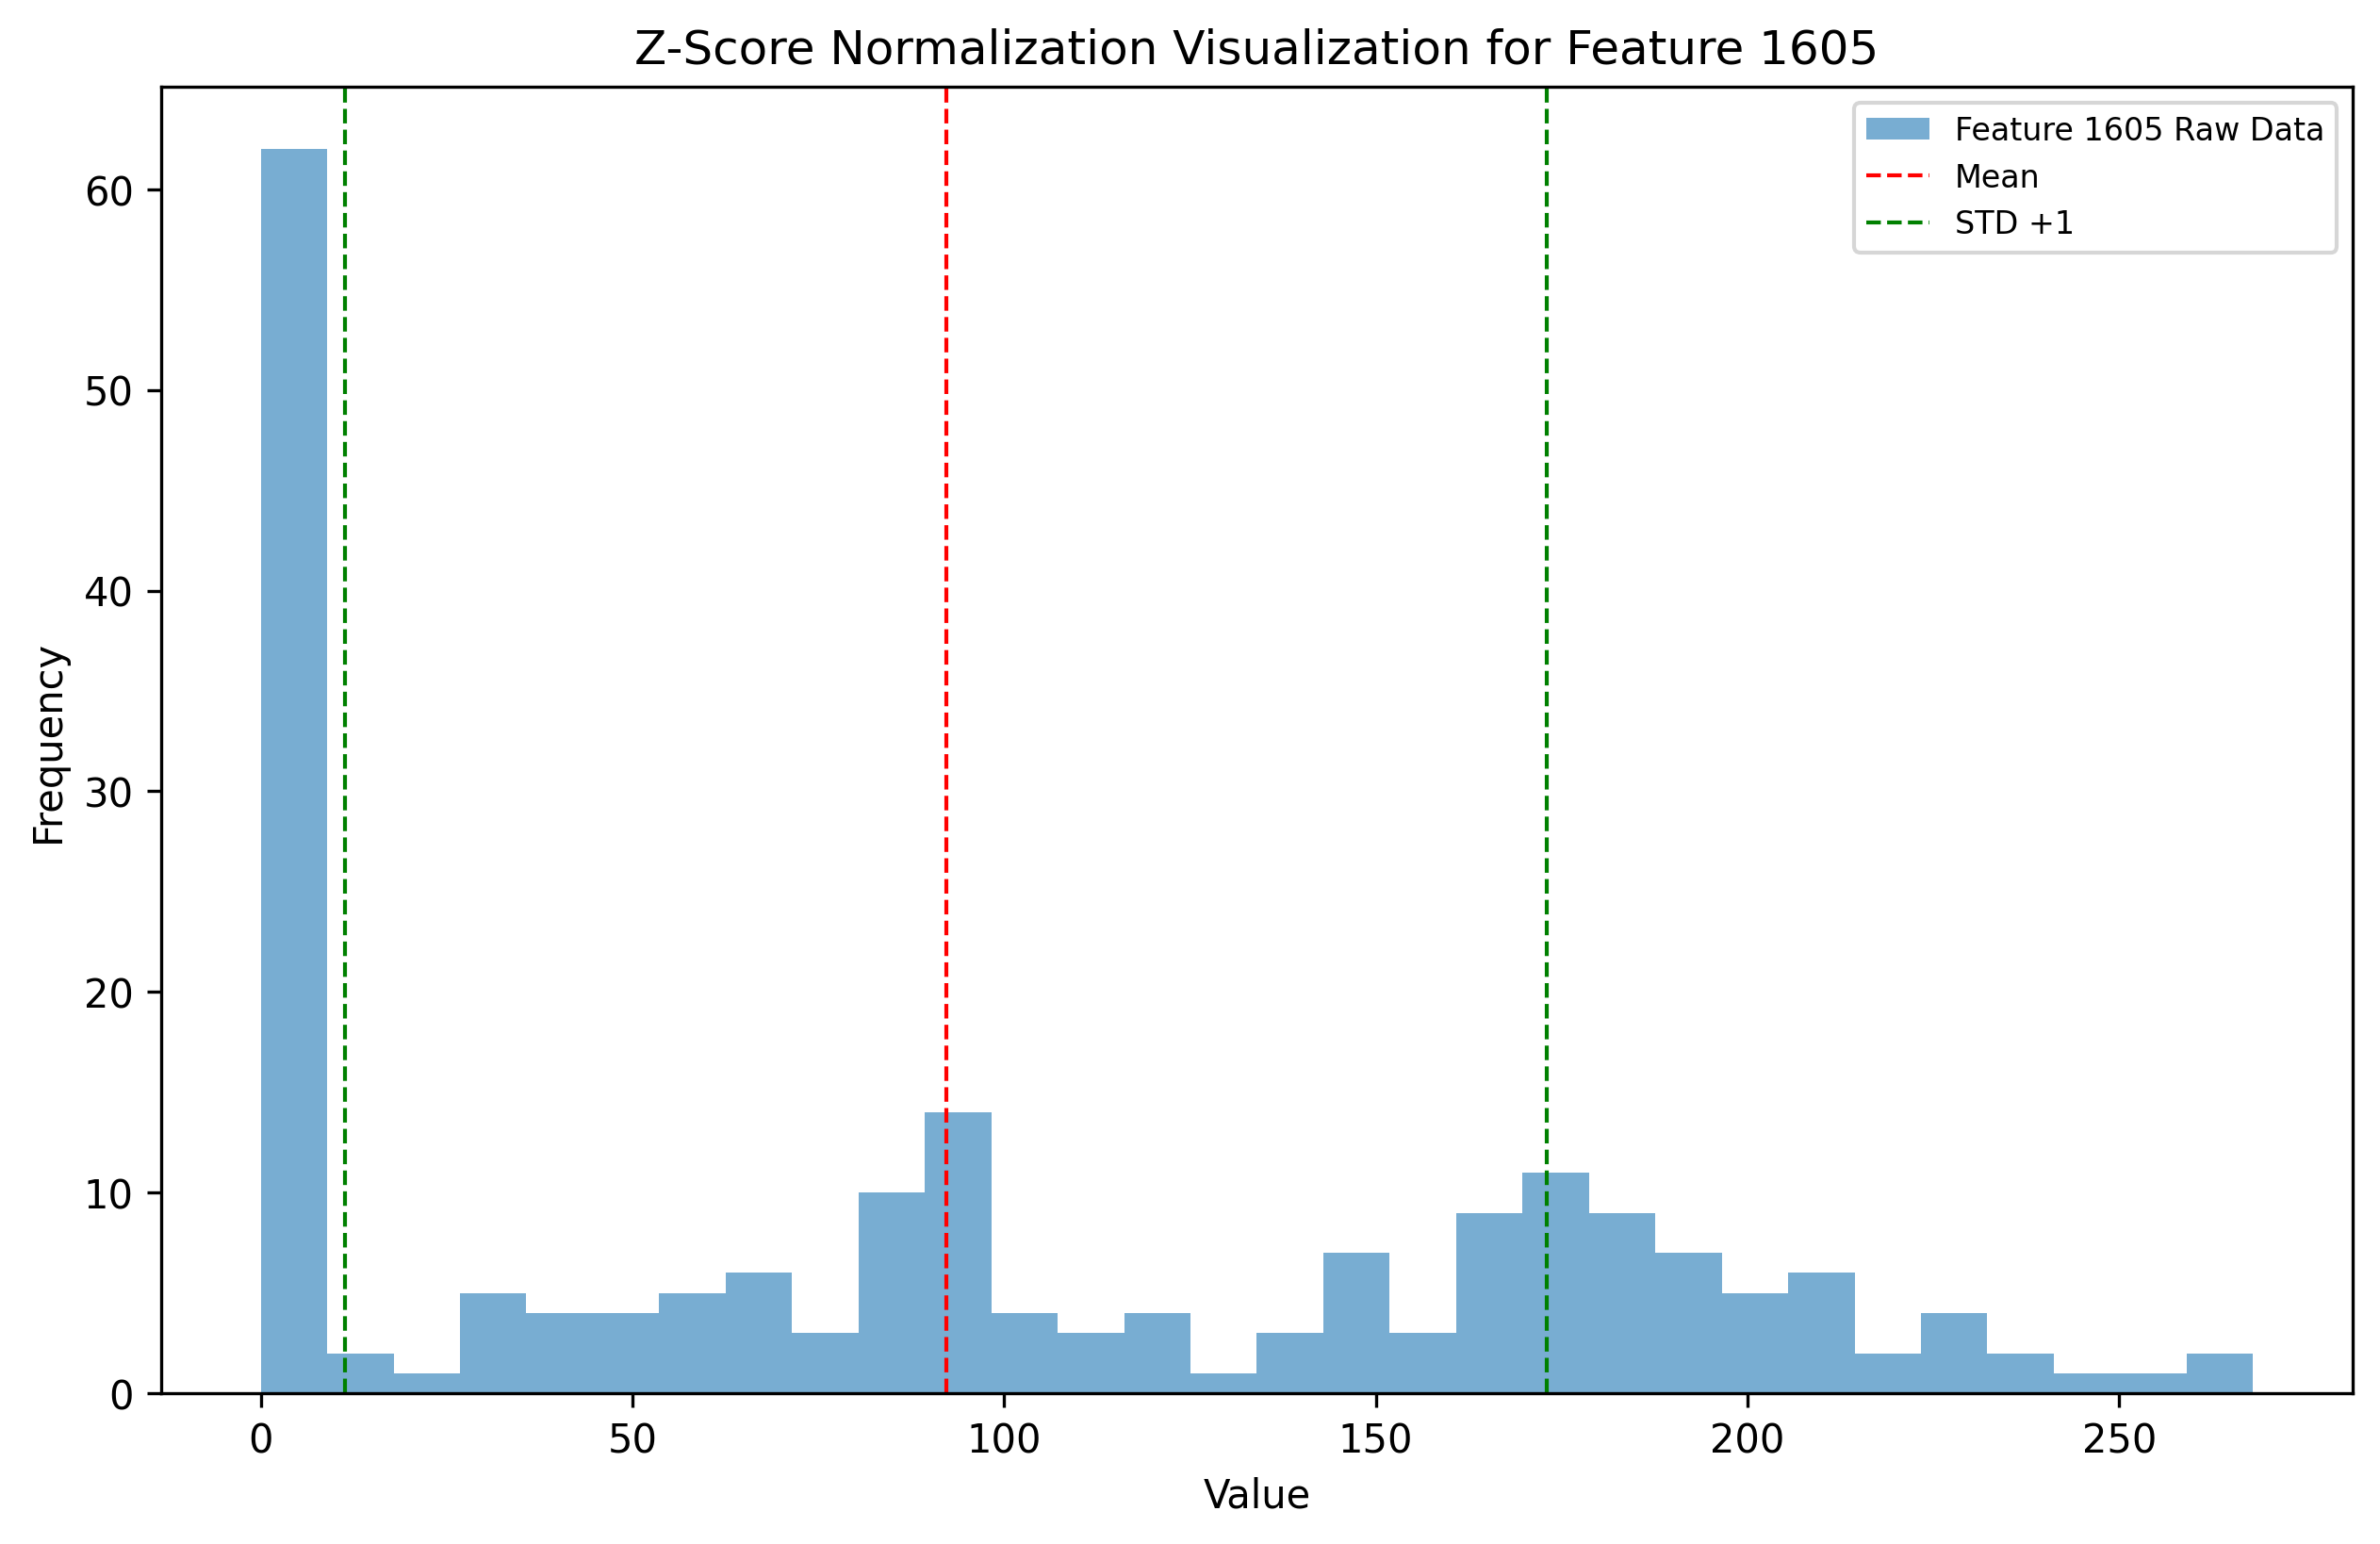 Z-Score Normalization Visualization for Feature 1605
Feature 1605 Raw Data
Mean
STD +1
60
50
40
30
20
10
0
Frequency
0 50 100 150 200 250
Value